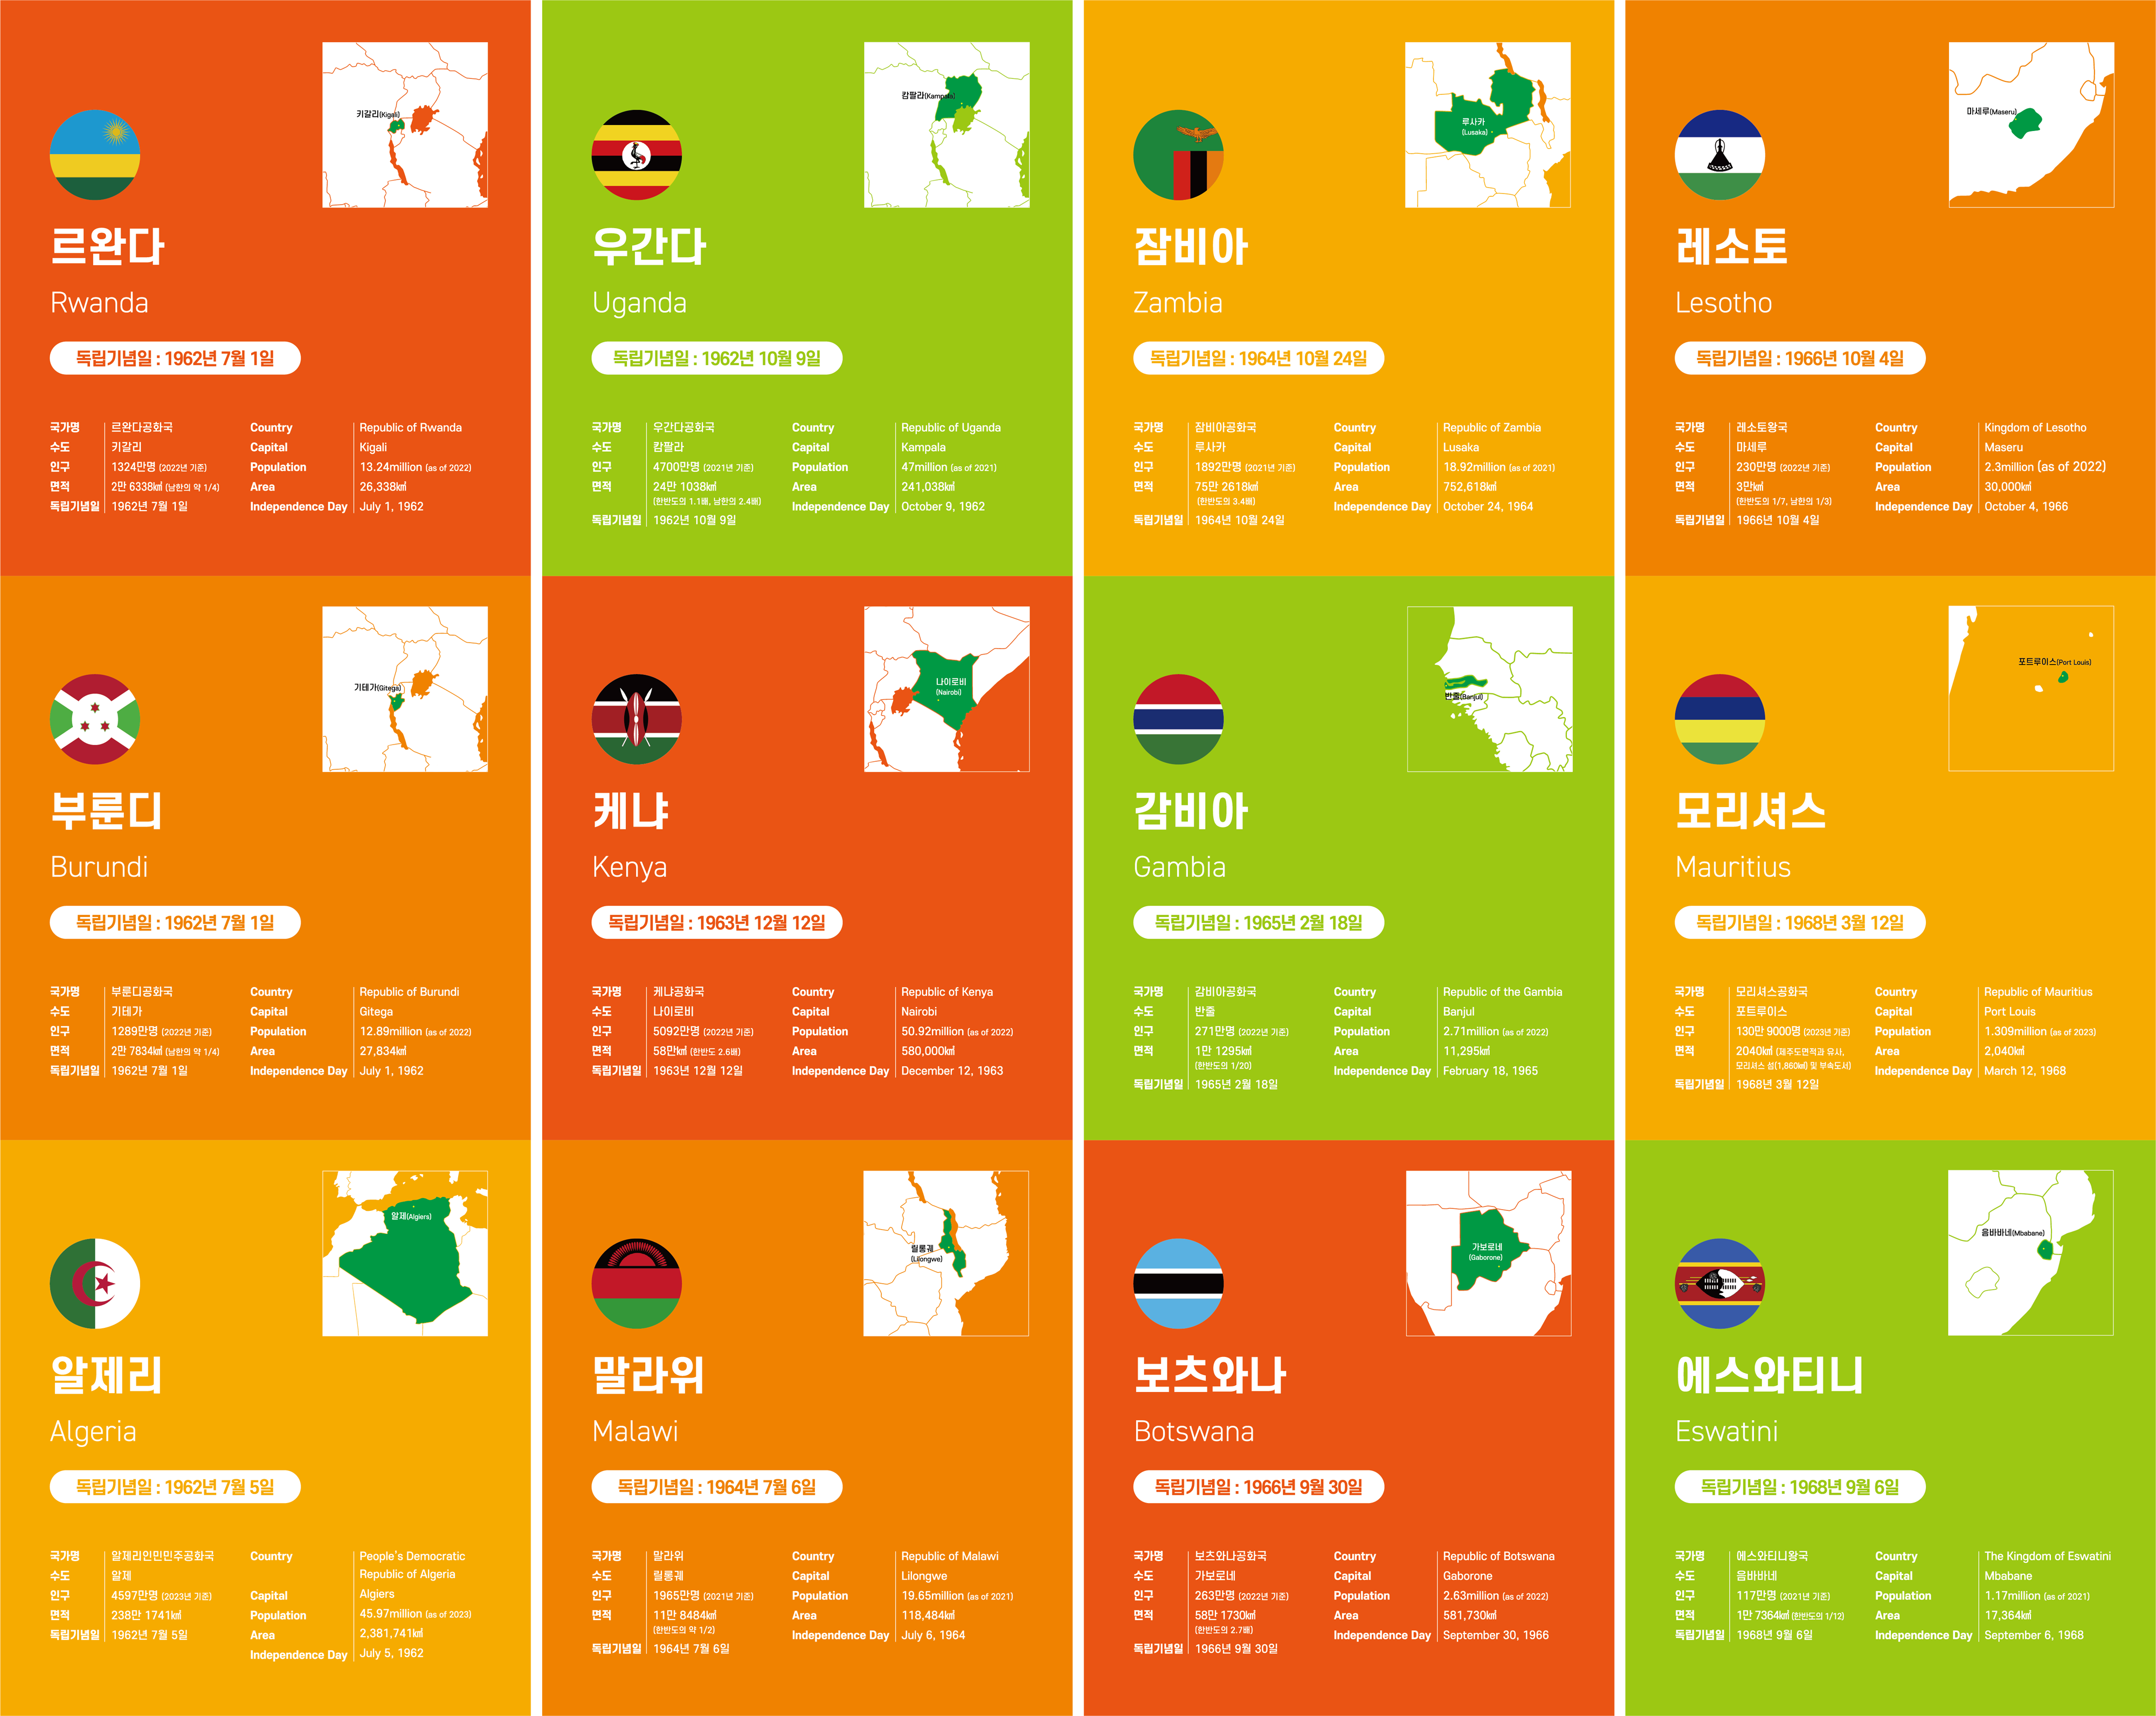 키갈리(Kigali)
르완다
Rwanda
독립기념일 : 1962년 7월 1일
국가명 르완다공화국
수도 키갈리
인구 1324만명 (2022년 기준)
면적 2만 6338㎢ (남한의 약 1/4)
독립기념일 1962년 7월 1일
Country Republic of Rwanda
Capital Kigali
Population 13.24million (as of 2022)
Area 26,338㎢
Independence Day July 1, 1962
기테가(Gitega)
부룬디
Burundi
독립기념일 : 1962년 7월 1일
국가명 부룬디공화국
수도 기테가
인구 1289만명 (2022년 기준)
면적 2만 7834㎢ (남한의 약 1/4)
독립기념일 1962년 7월 1일
Country Republic of Burundi
Capital Gitega
Population 12.89million (as of 2022)
Area 27,834㎢
Independence Day July 1, 1962
알제(Algiers)
알제리
Algeria
독립기념일 : 1962년 7월 5일
국가명 알제리인민민주공화국
수도 알제
인구 4597만명 (2023년 기준)
면적 238만 1741㎢
독립기념일 1962년 7월 5일
Country People's Democratic
Republic of Algeria
Capital Algiers
Population 45.97million (as of 2023)
Area 2,381,741㎢
Independence Day July 5, 1962
캄팔라(Kampala)
우간다
Uganda
독립기념일 : 1962년 10월 9일
국가명 우간다공화국
수도 캄팔라
인구 4700만명 (2021년 기준)
면적 24만 1038㎢
(한반도의 1.1배, 남한의 2.4배)
독립기념일 1962년 10월 9일
Country Republic of Uganda
Capital Kampala
Population 47million (as of 2021)
Area 241,038㎢
Independence Day October 9, 1962
나이로비
(Nairobi)
케냐
Kenya
독립기념일 : 1963년 12월 12일
국가명 케냐공화국
수도 나이로비
인구 5092만명 (2022년 기준)
면적 58만㎢ (한반도 2.6배)
독립기념일 1963년 12월 12일
Country Republic of Kenya
Capital Nairobi
Population 50.92million (as of 2022)
Area 580,000㎢
Independence Day December 12, 1963
릴롱궤
(Lilongwe)
말라위
Malawi
독립기념일 : 1964년 7월 6일
국가명 말라위
수도 릴롱궤
인구 1965만명 (2021년 기준)
면적 11만 8484㎢
(한반도의 약 1/2)
독립기념일 1964년 7월 6일
Country Republic of Malawi
Capital Lilongwe
Population 19.65million (as of 2021)
Area 118,484㎢
Independence Day July 6, 1964
루사카
(Lusaka)
잠비아
Zambia
독립기념일 : 1964년 10월 24일
국가명 잠비아공화국
수도 루사카
인구 1892만명 (2021년 기준)
면적 75만 2618㎢
(한반도의 3.4배)
독립기념일 1964년 10월 24일
Country Republic of Zambia
Capital Lusaka
Population 18.92million (as of 2021)
Area 752,618㎢
Independence Day October 24, 1964
반줄(Banjul)
감비아
Gambia
독립기념일 : 1965년 2월 18일
국가명 감비아공화국
수도 반줄
인구 271만명 (2022년 기준)
면적 1만 1295㎢
(한반도의 1/20)
독립기념일 1965년 2월 18일
Country Republic of the Gambia
Capital Banjul
Population 2.71million (as of 2022)
Area 11,295㎢
Independence Day February 18, 1965
가보로네
(Gaborone)
보츠와나
Botswana
독립기념일 : 1966년 9월 30일
국가명 보츠와나공화국
수도 가보로네
인구 263만명 (2022년 기준)
면적 58만 1730㎢
(한반도의 2.7배)
독립기념일 1966년 9월 30일
Country Republic of Botswana
Capital Gaborone
Population 2.63million (as of 2022)
Area 581,730㎢
Independence Day September 30, 1966
마세루(Maseru)
레소토
Lesotho
독립기념일 : 1966년 10월 4일
국가명 레소토왕국
수도 마세루
인구 230만명 (2022년 기준)
면적 3만㎢
(한반도의 1/7, 남한의 1/3)
독립기념일 1966년 10월 4일
Country Kingdom of Lesotho
Capital Maseru
Population 2.3million (as of 2022)
Area 30,000㎢
Independence Day October 4, 1966
포트루이스(Port Louis)
모리셔스
Mauritius
독립기념일 : 1968년 3월 12일
국가명 모리셔스공화국
수도 포트루이스
인구 130만 9000명 (2023년 기준)
면적 2040㎢ (제주도면적과 유사,
모리셔스 섬(1,860㎢) 및 부속도서)
독립기념일 1968년 3월 12일
Country Republic of Mauritius
Capital Port Louis
Population 1.309million (as of 2023)
Area 2,040㎢
Independence Day March 12, 1968
음바바네(Mbabane)
에스와티니
Eswatini
독립기념일 : 1968년 9월 6일
국가명 에스와티니왕국
수도 음바바네
인구 117만명 (2021년 기준)
면적 1만 7364㎢ (한반도의 1/12)
독립기념일 1968년 9월 6일
Country The Kingdom of Eswatini
Capital Mbabane
Population 1.17million (as of 2021)
Area 17,364㎢
Independence Day September 6, 1968